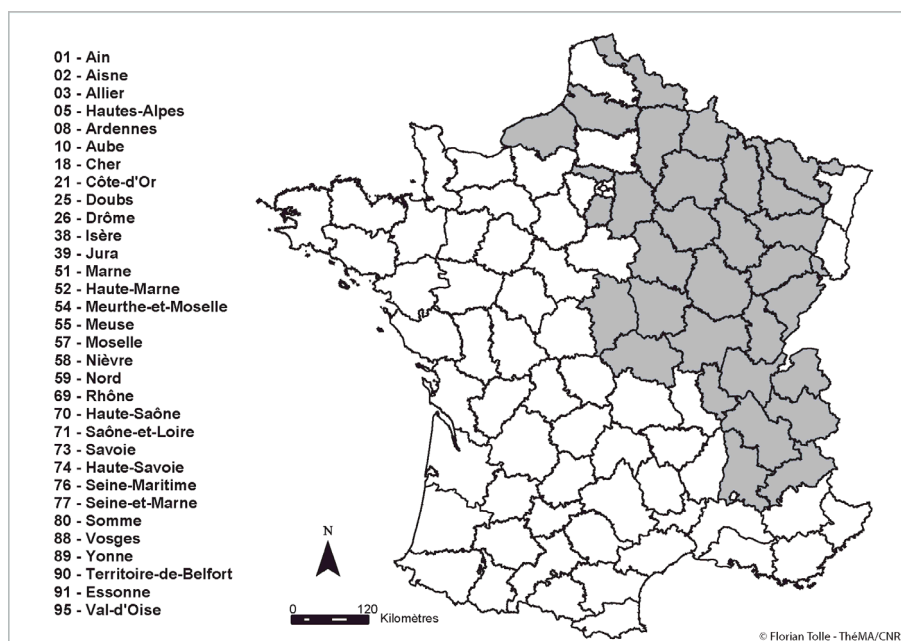 01 - Ain
02 - Aisne
03 - Allier
05 - Hautes-Alpes
08 - Ardennes
10 - Aube
18 - Cher
21 - Côte-d'Or
25 - Doubs
26 - Drôme
38 - Isère
39 - Jura
51 - Marne
52 - Haute-Marne
54 - Meurthe-et-Moselle
55 - Meuse
57 - Moselle
58 - Nièvre
59 - Nord
69 - Rhône
70 - Haute-Saône
71 - Saône-et-Loire
73 - Savoie
74 - Haute-Savoie
76 - Seine-Maritime
77 - Seine-et-Marne
80 - Somme
88 - Vosges
89 - Yonne
90 - Territoire-de-Belfort
91 - Essonne
95 - Val-d'Oise
N
0 120
Kilomètres
© Florian Tolle - ThéMA/CNR